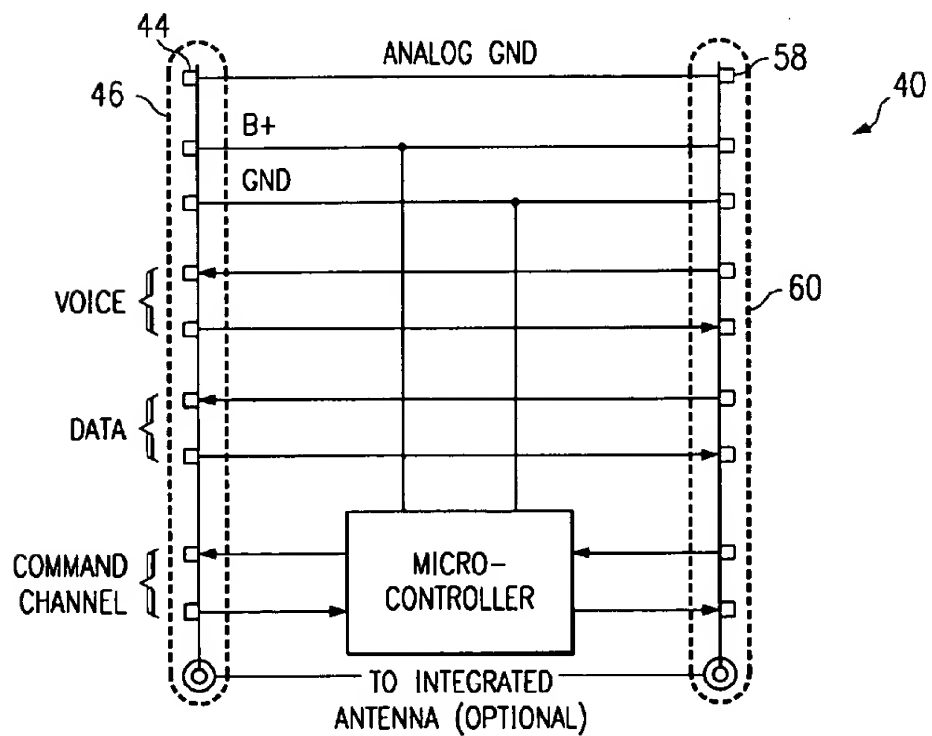 44
ANALOG GND
58
46
40
B+
GND
VOICE
60
DATA
COMMAND
CHANNEL
MICRO-
CONTROLLER
TO INTEGRATED
ANTENNA (OPTIONAL)